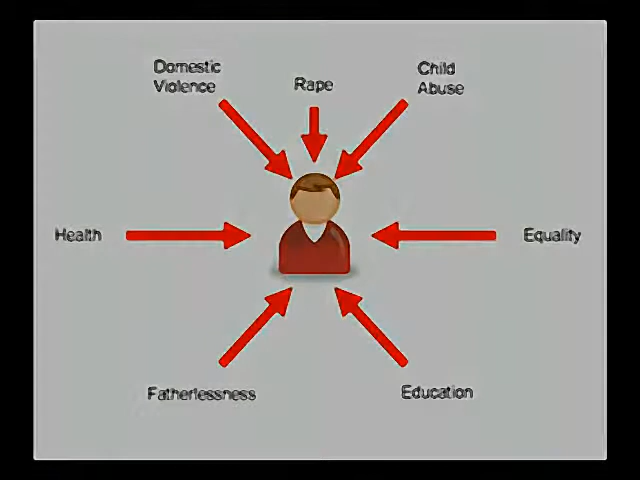 Domestic
Violence
Rape
Child
Abuse
Health
Equality
Fatherlessness
Education